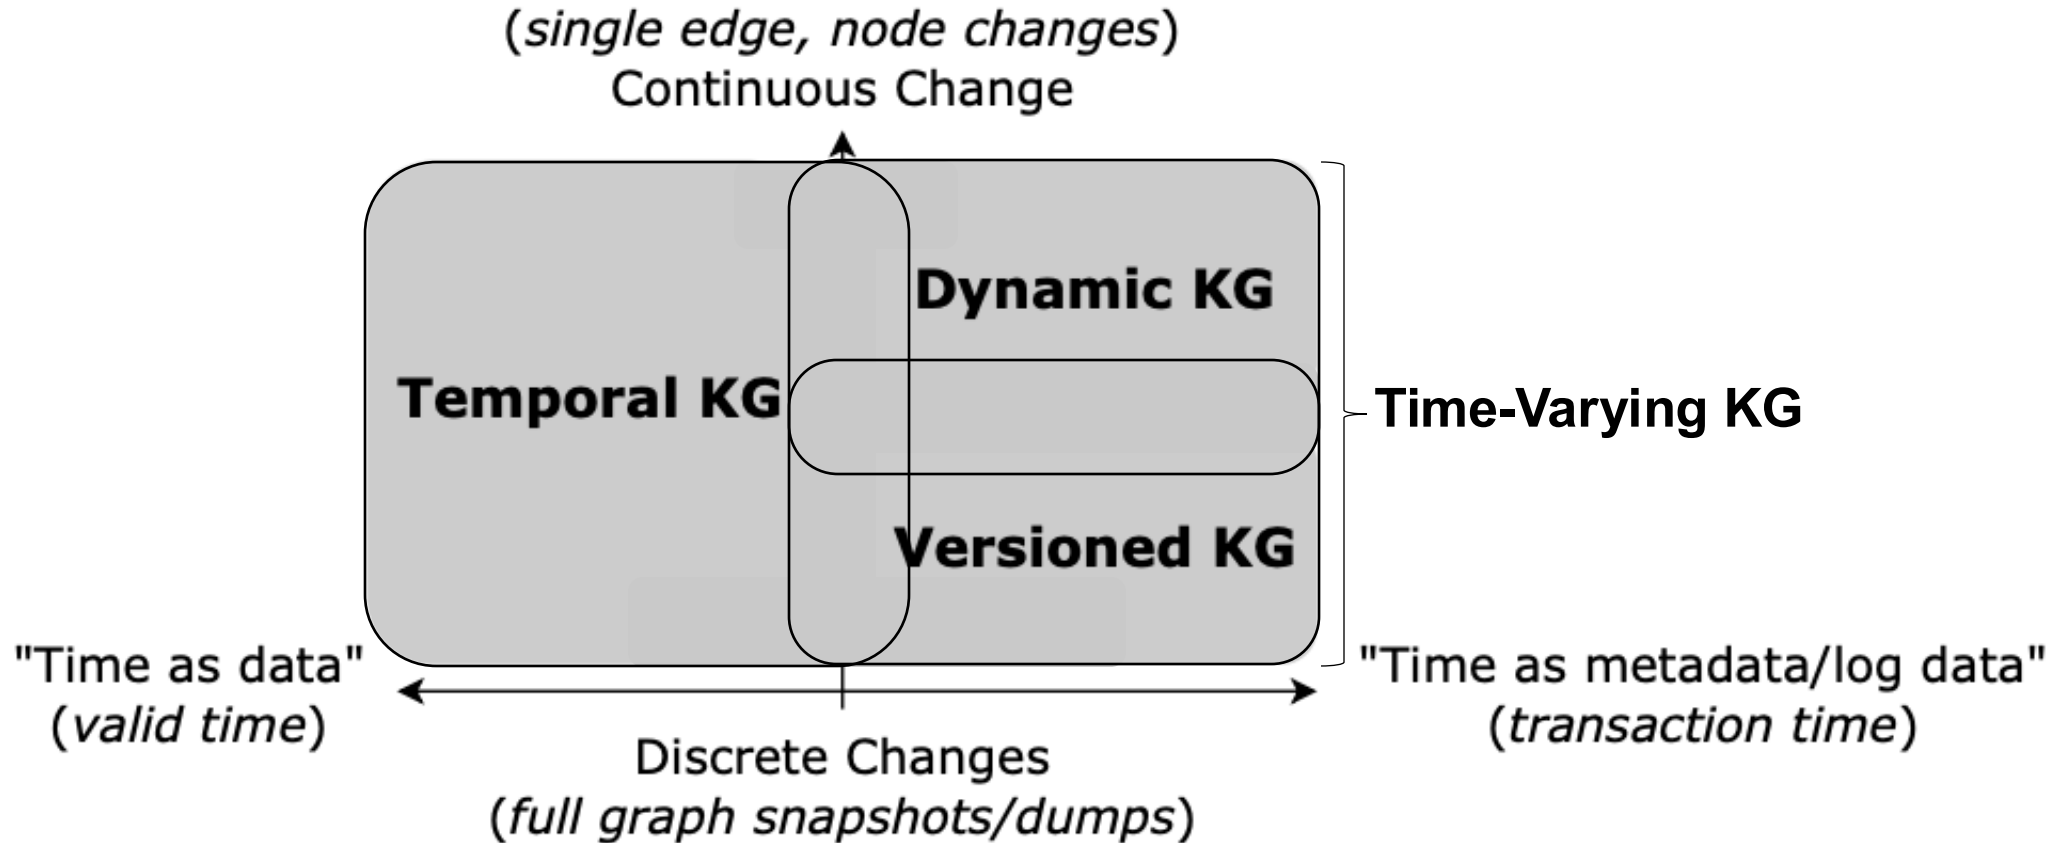 (single edge, node changes)
Continuous Change
Dynamic KG
Temporal KG
Time-Varying KG
Versioned KG
"Time as data"
(valid time)
"Time as metadata/log data"
(transaction time)
Discrete Changes
(full graph snapshots/dumps)